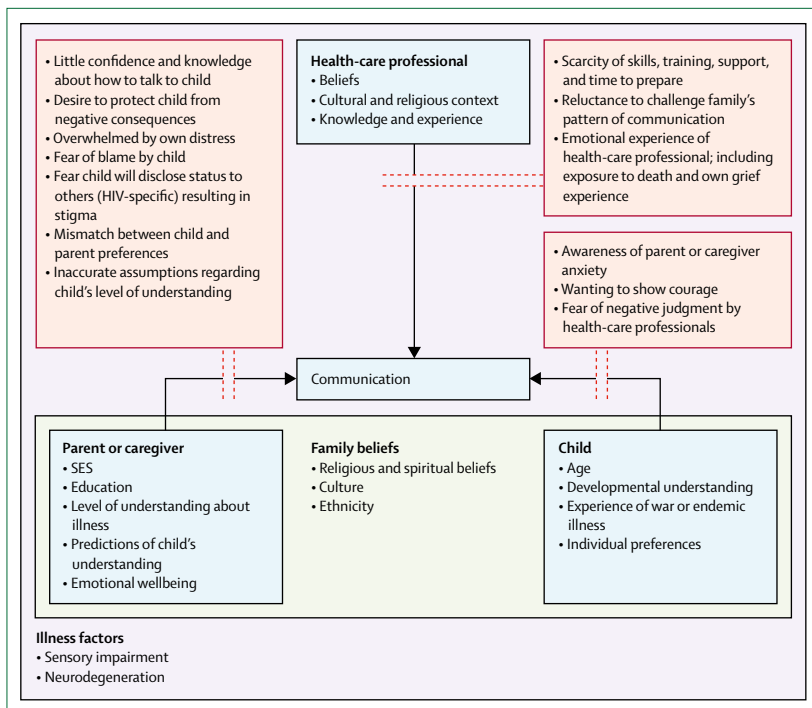 • Little confidence and knowledge
about how to talk to child
• Desire to protect child from
negative consequences
• Overwhelmed by own distress
• Fear of blame by child
• Fear child will disclose status to
others (HIV-specific) resulting in
stigma
• Mismatch between child and
parent preferences
• Inaccurate assumptions regarding
child's level of understanding
Health-care professional
• Beliefs
• Cultural and religious context
• Knowledge and experience
• Scarcity of skills, training, support,
and time to prepare
• Reluctance to challenge family's
pattern of communication
• Emotional experience of
health-care professional; including
exposure to death and own grief
experience
• Awareness of parent or caregiver
anxiety
• Wanting to show courage
• Fear of negative judgment by
health-care professionals
Communication
Parent or caregiver
• SES
• Education
• Level of understanding about
illness
• Predictions of child's
understanding
• Emotional wellbeing
Family beliefs
• Religious and spiritual beliefs
• Culture
• Ethnicity
Child
• Age
• Developmental understanding
• Experience of war or endemic
illness
• Individual preferences
Illness factors
• Sensory impairment
• Neurodegeneration